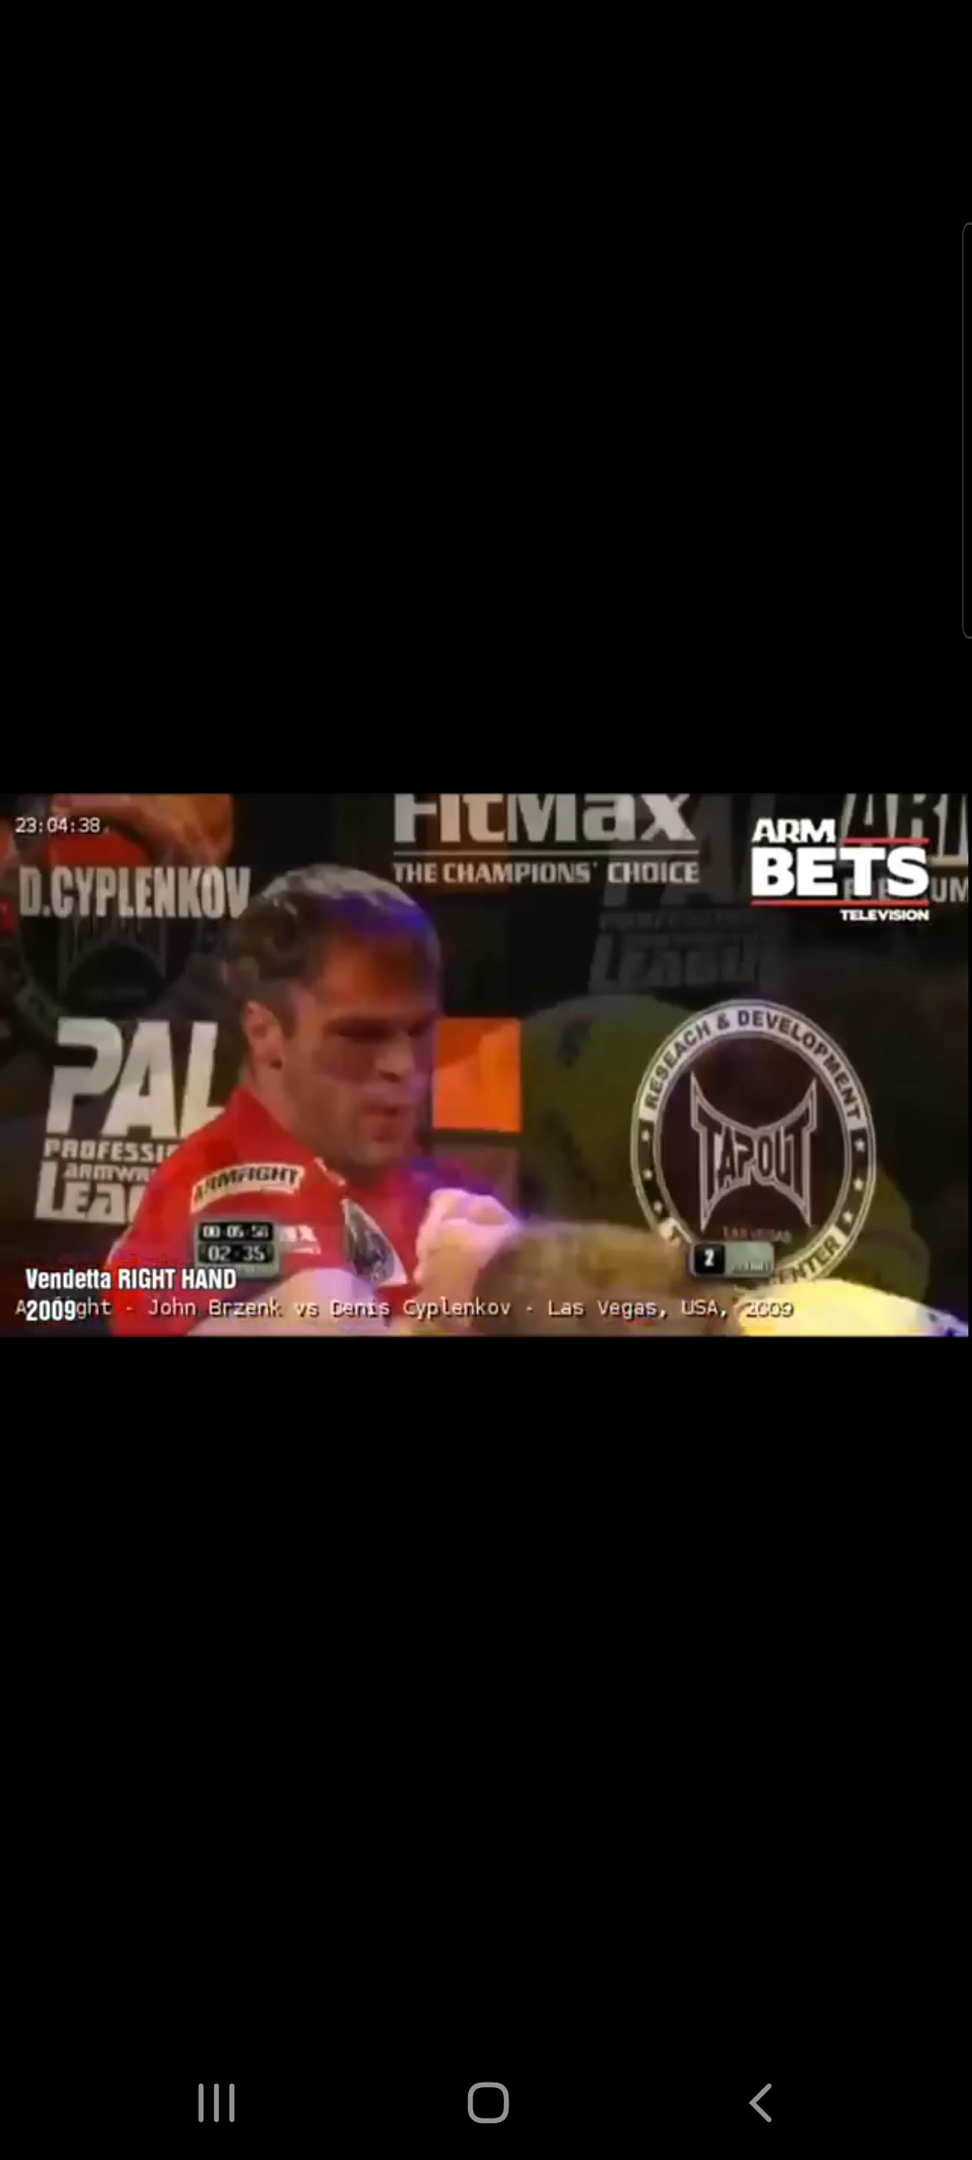 23:04:38
FitMax
THE CHAMPIONS' CHOICE
ARM
BETS
TELEVISION
D.CYPLENKOV
TAPOUT
PAL
LEAGUE
RESEACH & DEVELOPMENT
TAPOUT
LAS VEGAS
ARMFIGHT
00:05:58
02:35
2
Vendetta RIGHT HAND
2009
John Brzenk vs Denis Cyplenkov - Las Vegas, USA, 2009